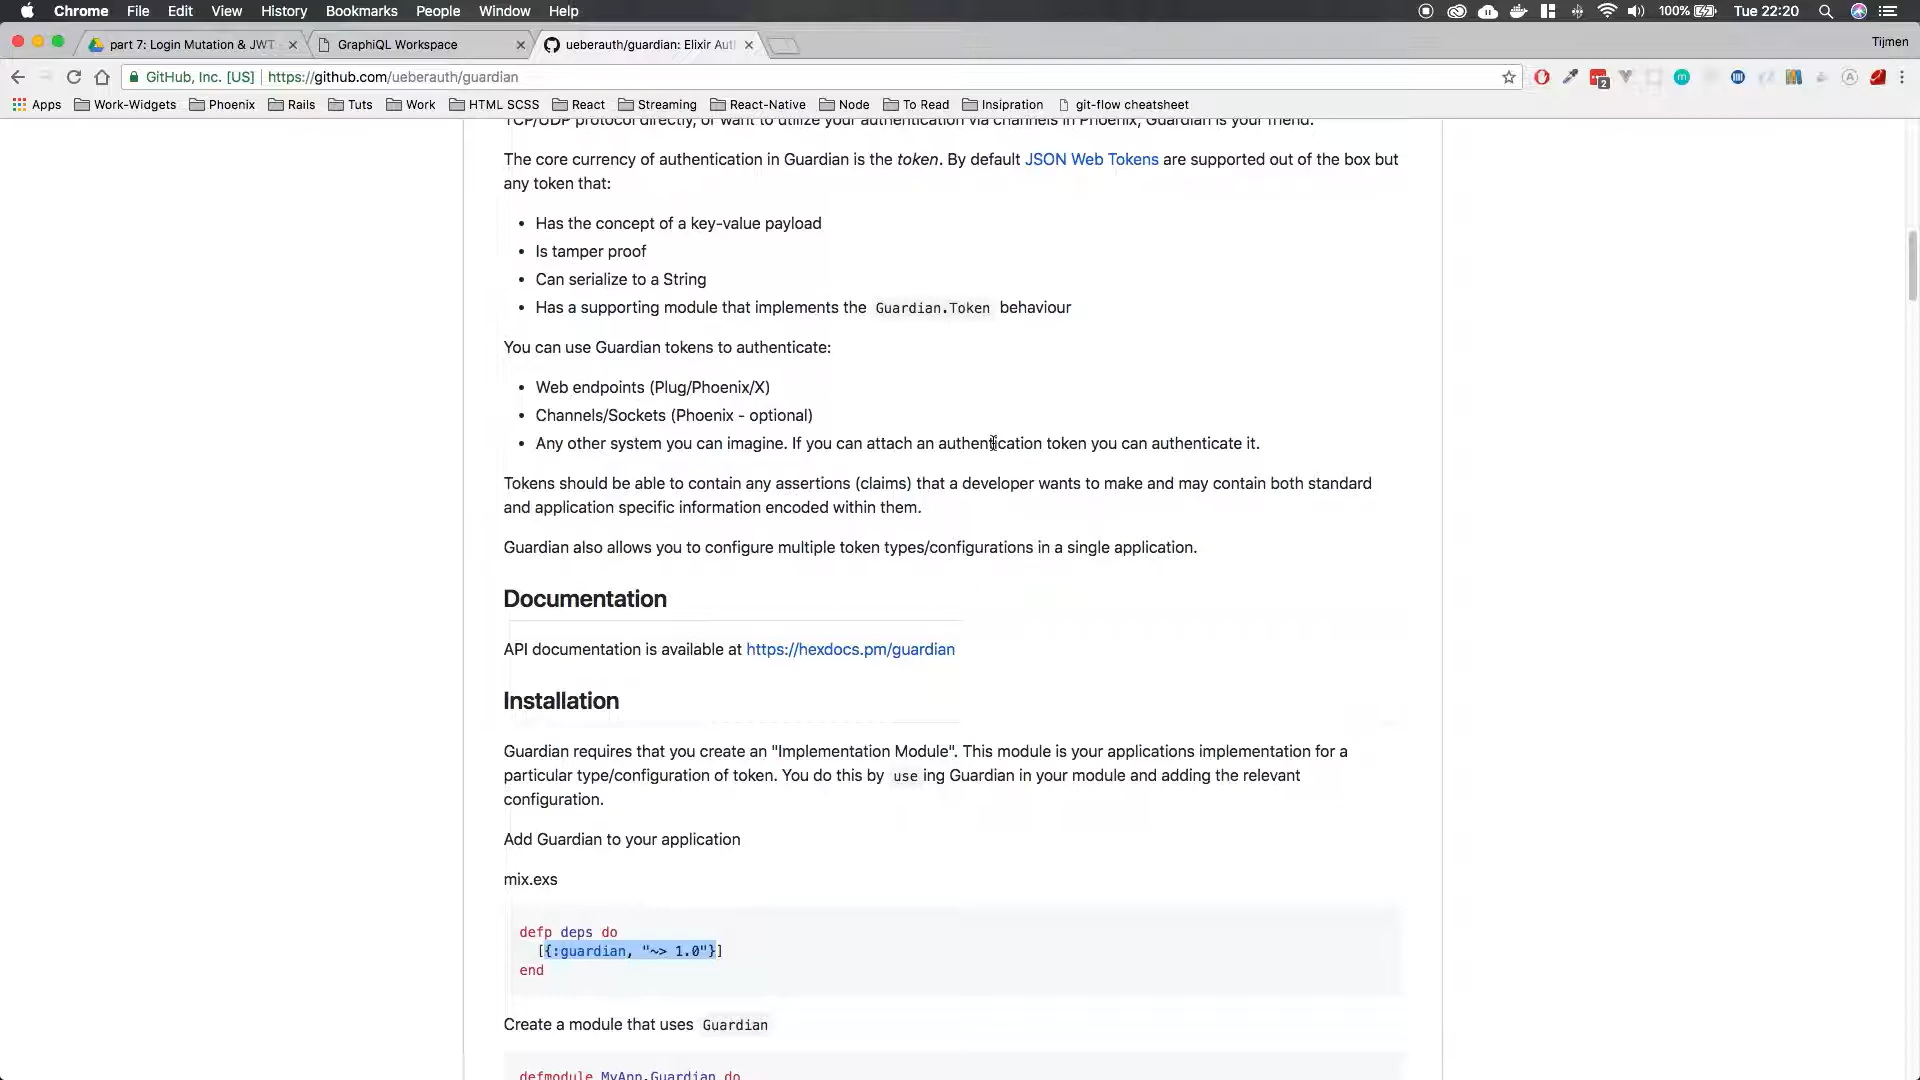 Chrome File Edit View History Bookmarks People Window Help 100% Tue 22:20
part 7: Login Mutation & JWT GraphiQL Workspace ueberauth/guardian: Elixir Aut Tijmen
GitHub, Inc. [US] https://github.com/ueberauth/guardian 2
Apps Work-Widgets Phoenix Rails Tuts Work HTML SCSS React Streaming React-Native Node To Read Insipration git-flow cheatsheet
TCP/UDP protocol directly, or want to utilize your authentication via channels in Phoenix, Guardian is your friend.
The core currency of authentication in Guardian is the token. By default JSON Web Tokens are supported out of the box but
any token that:
• Has the concept of a key-value payload
• Is tamper proof
• Can serialize to a String
• Has a supporting module that implements the Guardian.Token behaviour
You can use Guardian tokens to authenticate:
• Web endpoints (Plug/Phoenix/X)
• Channels/Sockets (Phoenix - optional)
• Any other system you can imagine. If you can attach an authentication token you can authenticate it.
Tokens should be able to contain any assertions (claims) that a developer wants to make and may contain both standard
and application specific information encoded within them.
Guardian also allows you to configure multiple token types/configurations in a single application.
Documentation
API documentation is available at https://hexdocs.pm/guardian
Installation
Guardian requires that you create an "Implementation Module". This module is your applications implementation for a
particular type/configuration of token. You do this by use ing Guardian in your module and adding the relevant
configuration.
Add Guardian to your application
mix.exs
defp deps do
[{:guardian, "~> 1.0"}]
end
Create a module that uses Guardian
defmodule MyApp.Guardian do